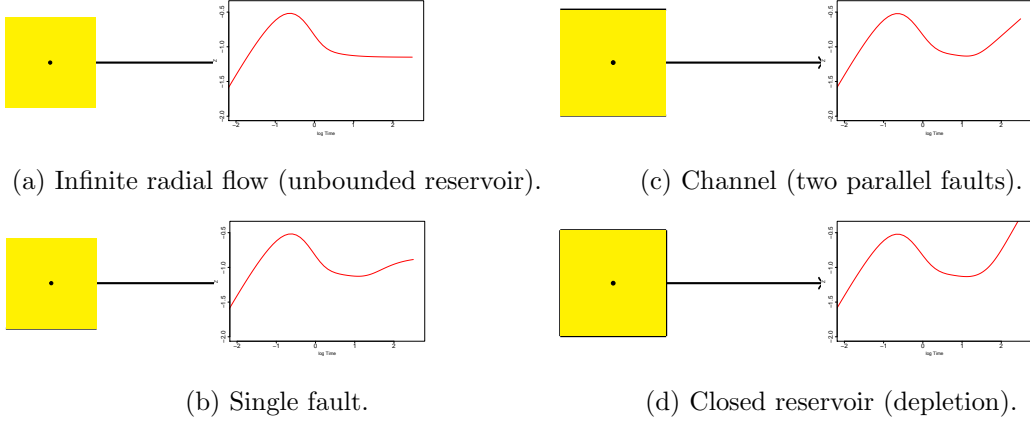 -0.5
-1.0
-1.5
-2.0
z
-2 -1 0 1 2
log Time
(a) Infinite radial flow (unbounded reservoir).
-0.5
-1.0
-1.5
-2.0
z
-2 -1 0 1 2
log Time
(c) Channel (two parallel faults).
-0.5
-1.0
-1.5
-2.0
z
-2 -1 0 1 2
log Time
(b) Single fault.
-0.5
-1.0
-1.5
-2.0
z
-2 -1 0 1 2
log Time
(d) Closed reservoir (depletion).